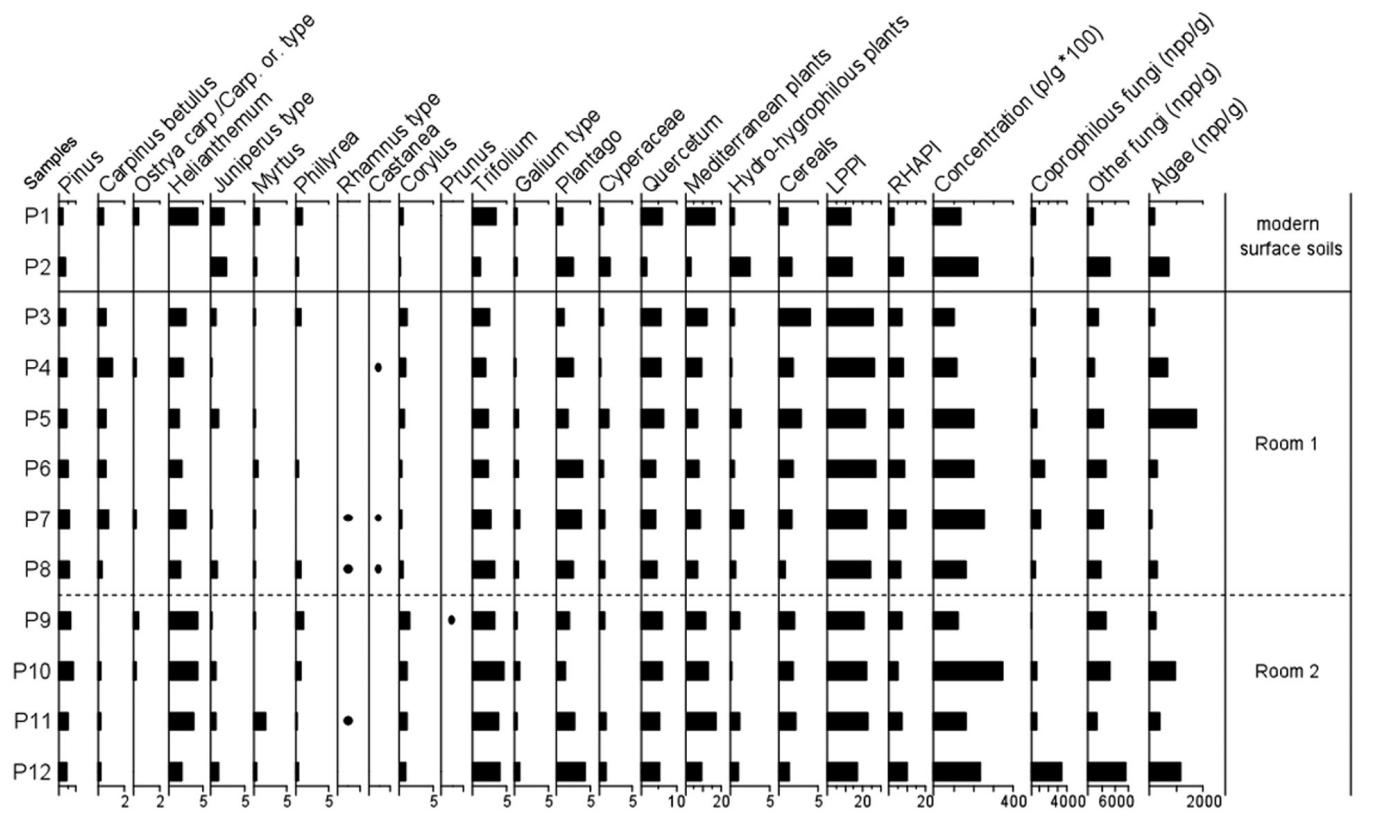 Samples
Pinus
Carpinus betulus
Ostrya carp./Carp. or. type
Helianthemum
Juniperus type
Myrtus
Phillyrea
Rhamnus type
Castanea
Corylus
Prunus
Trifolium
Galium type
Plantago
Cyperaceae
Quercetum
Mediterranean plants
Hydro-hygrophilous plants
Cereals
LPPI
RHAPI
Concentration (p/g *100)
Coprophilous fungi (npp/g)
Other fungi (npp/g)
Algae (npp/g)
P1
modern
surface soils
P2
P3
P4
P5
Room 1
P6
P7
P8
P9
P10
Room 2
P11
P12
2 2 5 5 5 5 5 5 5 5 5 10 20 5 5 20 20 400 4000 6000 2000